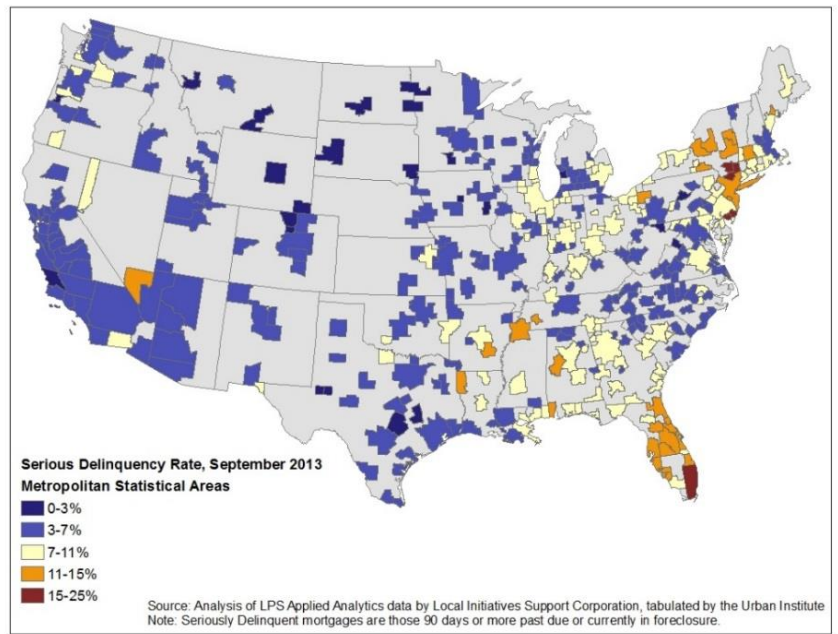 Serious Delinquency Rate, September 2013
Metropolitan Statistical Areas
0-3%
3-7%
7-11%
11-15%
15-25%
Source: Analysis of LPS Applied Analytics data by Local Initiatives Support Corporation, tabulated by the Urban Institute
Note: Seriously Delinquent mortgages are those 90 days or more past due or currently in foreclosure.